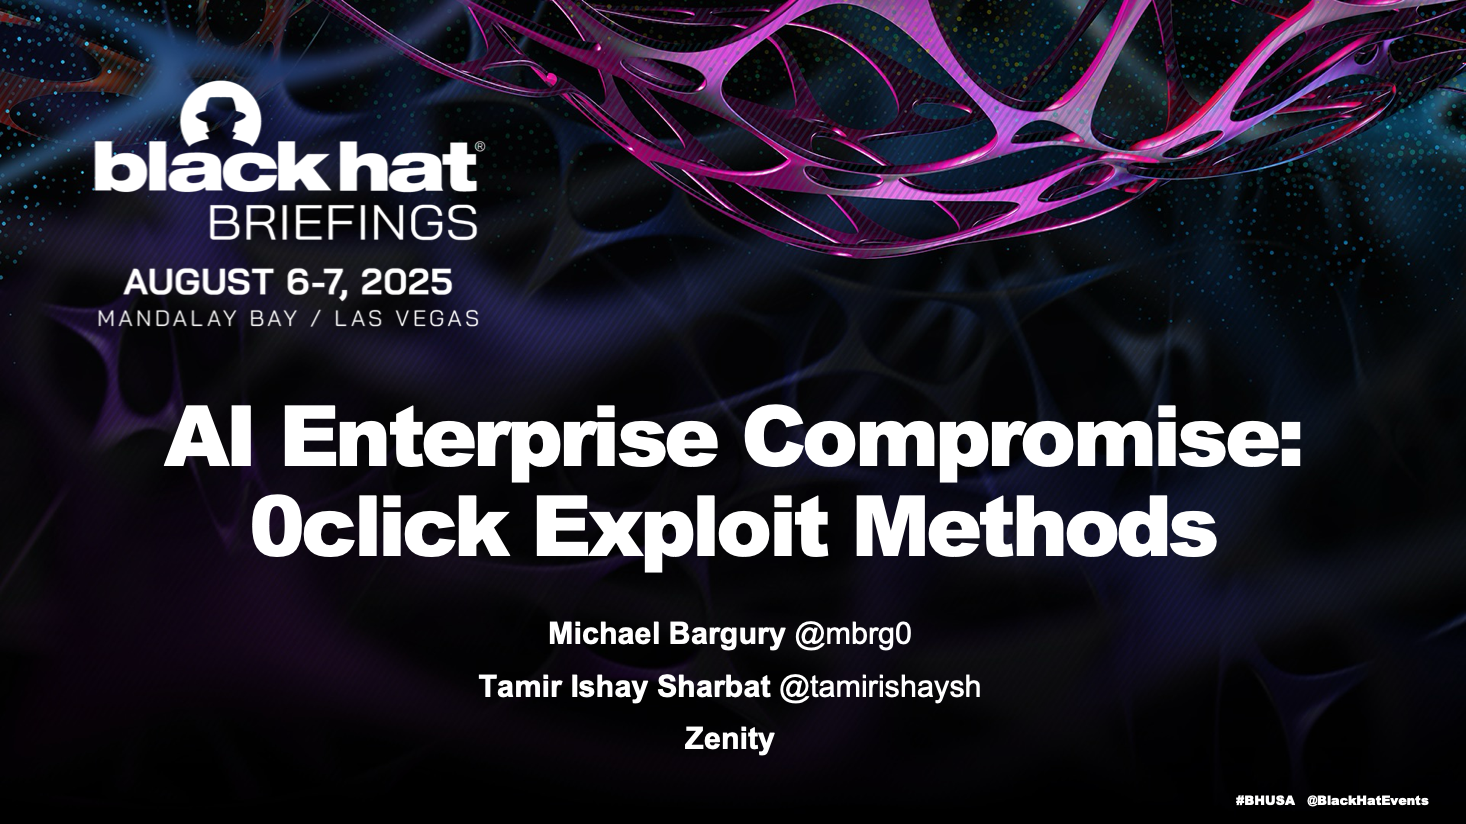 black hat®
BRIEFINGS
AUGUST 6-7, 2025
MANDALAY BAY / LAS VEGAS
AI Enterprise Compromise:
0click Exploit Methods
Michael Bargury @mbrg0
Tamir Ishay Sharbat @tamirishaysh
Zenity
#BHUSA @BlackHatEvents